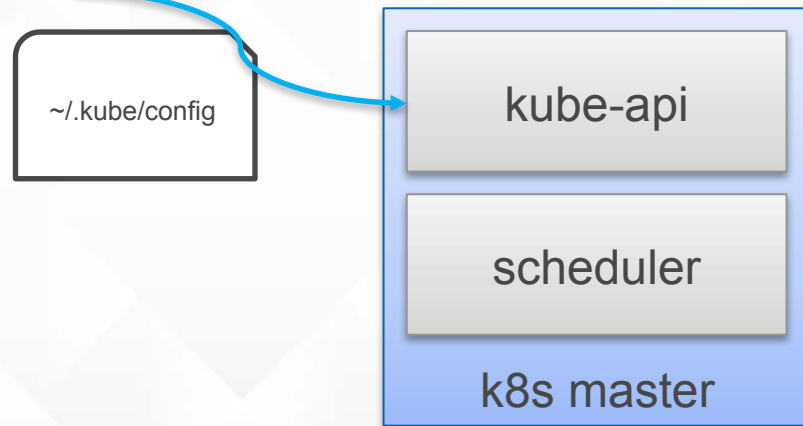 ~/.kube/config
kube-api
scheduler
k8s master